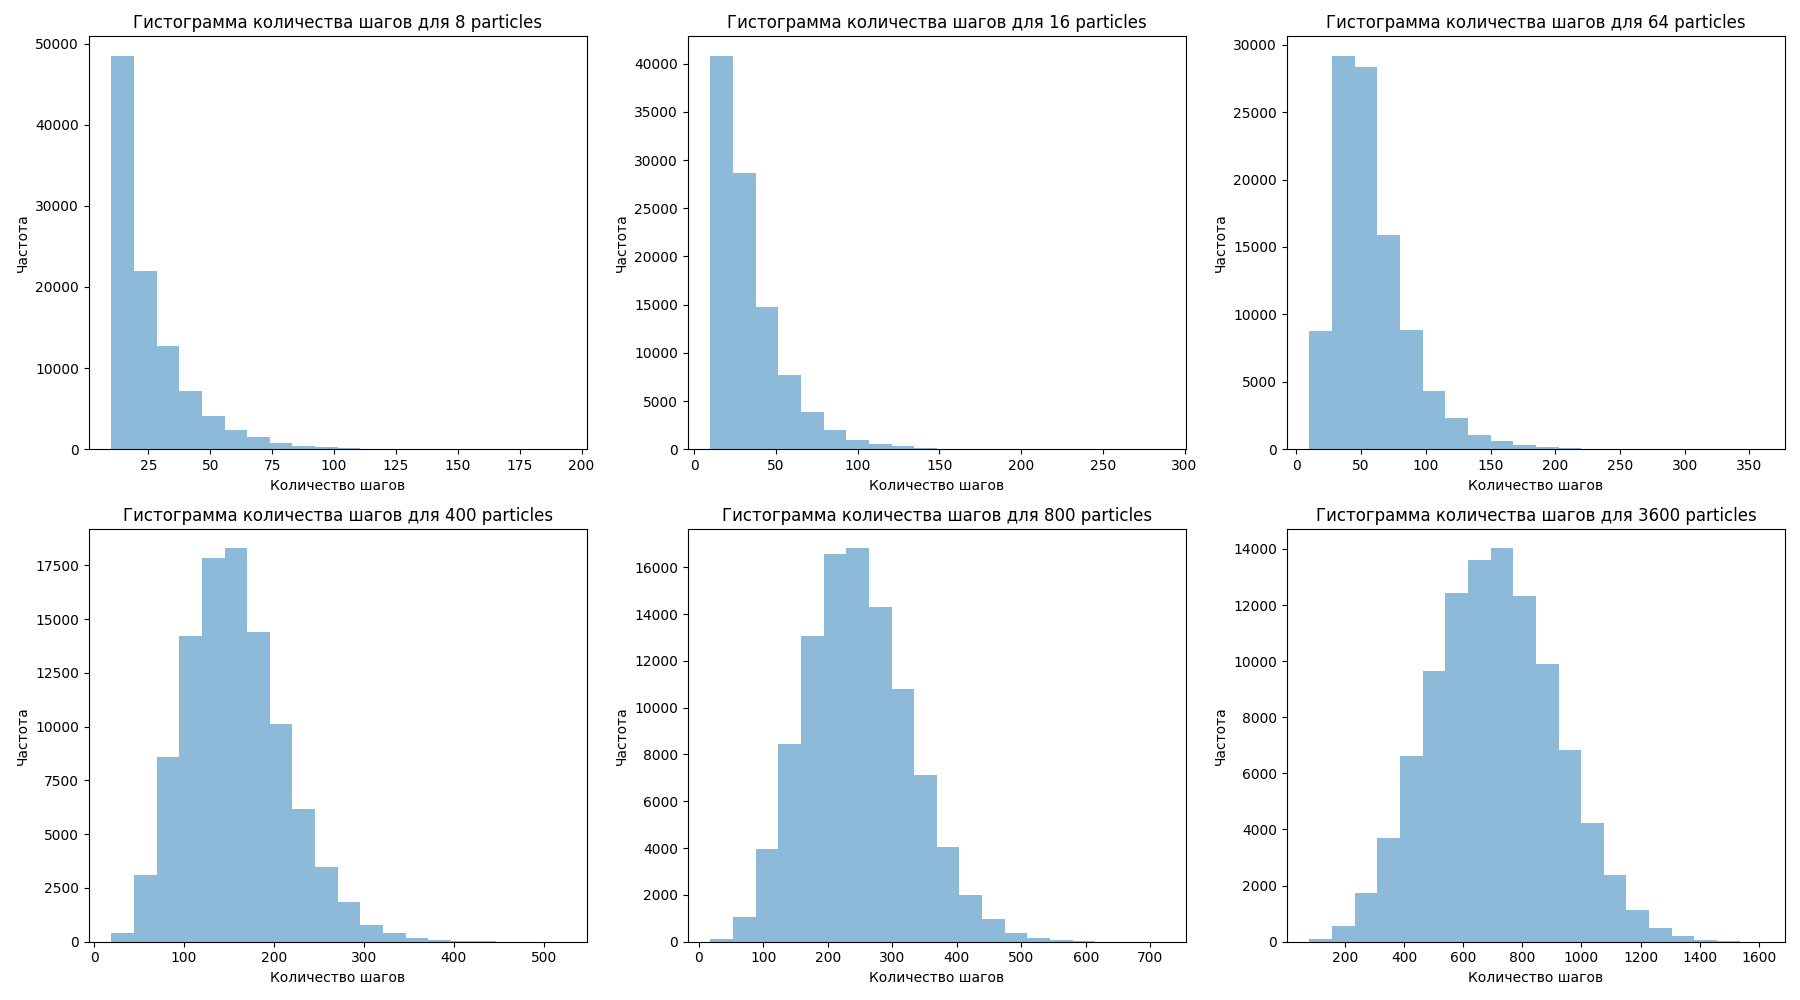 Гистограмма количества шагов для 8 particles
50000
40000
30000
20000
10000
0
Частота
25 50 75 100 125 150 175 200
Количество шагов
Гистограмма количества шагов для 16 particles
40000
35000
30000
25000
20000
15000
10000
5000
0
Частота
0 50 100 150 200 250 300
Количество шагов
Гистограмма количества шагов для 64 particles
30000
25000
20000
15000
10000
5000
0
Частота
0 50 100 150 200 250 300 350
Количество шагов
Гистограмма количества шагов для 400 particles
17500
15000
12500
10000
7500
5000
2500
0
Частота
0 100 200 300 400 500
Количество шагов
Гистограмма количества шагов для 800 particles
16000
14000
12000
10000
8000
6000
4000
2000
0
Частота
0 100 200 300 400 500 600 700
Количество шагов
Гистограмма количества шагов для 3600 particles
14000
12000
10000
8000
6000
4000
2000
0
Частота
200 400 600 800 1000 1200 1400 1600
Количество шагов